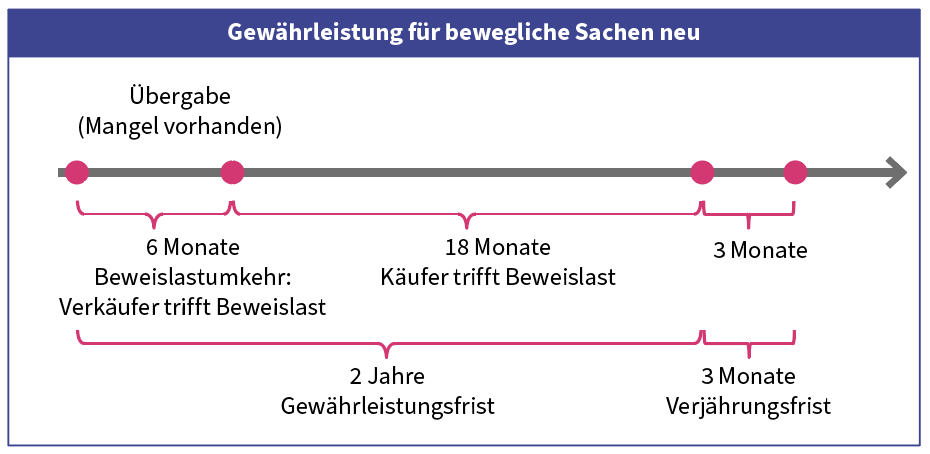 Gewährleistung für bewegliche Sachen neu
Übergabe
(Mangel vorhanden)
6 Monate
Beweislastumkehr:
Verkäufer trifft Beweislast
18 Monate
Käufer trifft Beweislast
3 Monate
2 Jahre
Gewährleistungsfrist
3 Monate
Verjährungsfrist